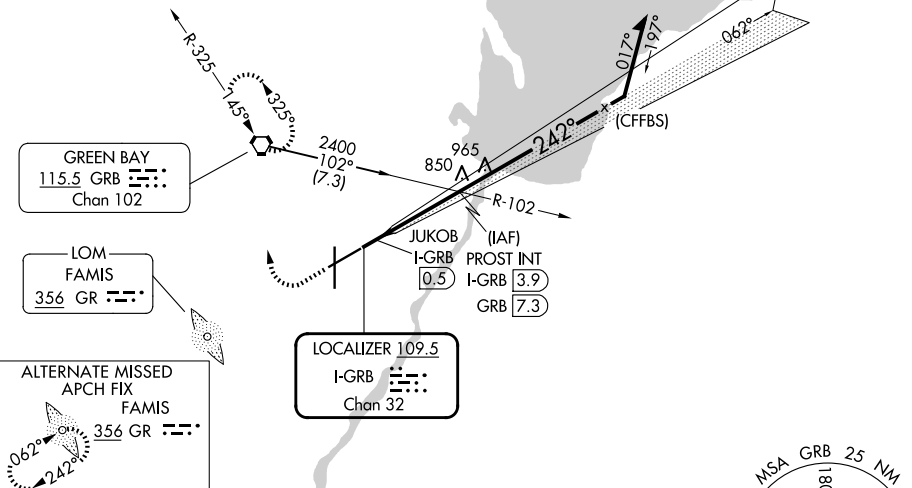 R-325
145°
325°
062°
017°
197°
242°
(CFFBS)
GREEN BAY
115.5 GRB
Chan 102
2400
102°
(7.3)
965
850
R-102
JUKOB
I-GRB
0.5
(IAF)
PROST INT
I-GRB 3.9
GRB 7.3
LOM
FAMIS
356 GR
LOCALIZER 109.5
I-GRB
Chan 32
ALTERNATE MISSED
APCH FIX
FAMIS
356 GR
062°
242°
MSA GRB 25 NM